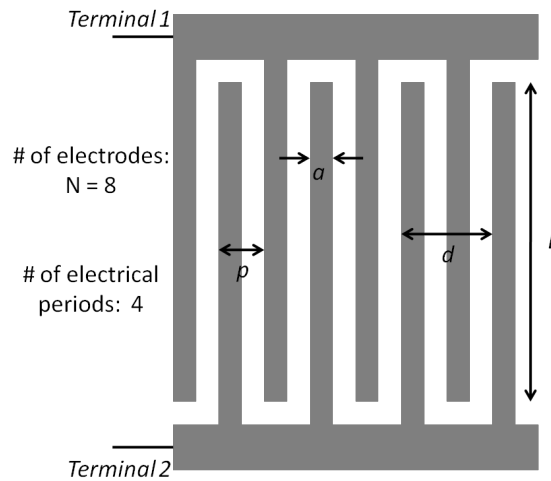 Terminal 1
# of electrodes:
N = 8
a
# of electrical
periods: 4
p
d
Terminal 2